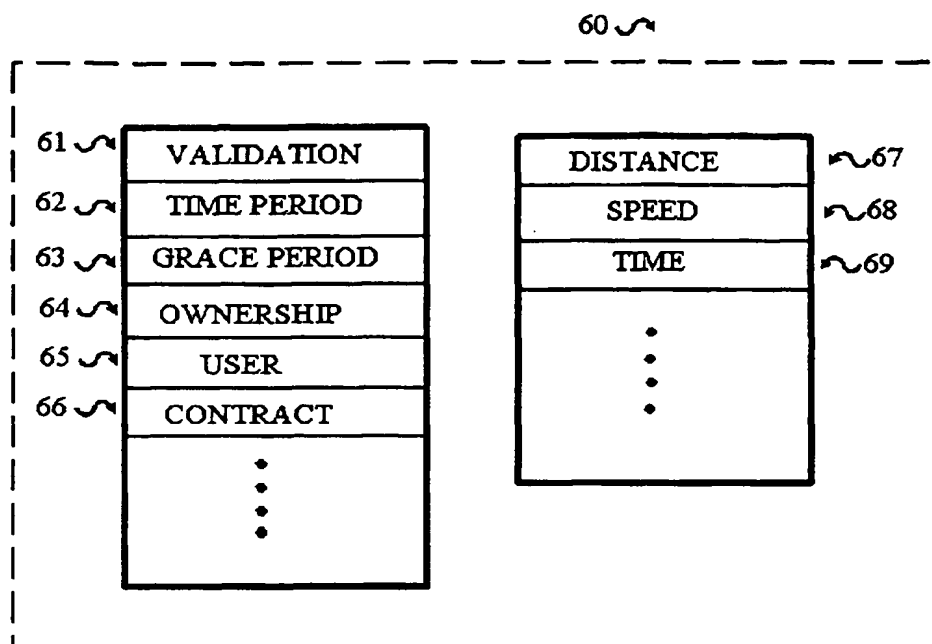 60
61 VALIDATION
62 TIME PERIOD
63 GRACE PERIOD
64 OWNERSHIP
65 USER
66 CONTRACT
DISTANCE 67
SPEED 68
TIME 69